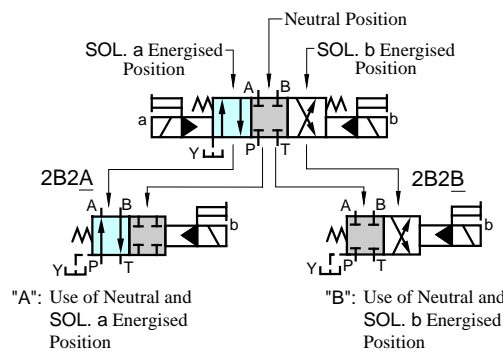 Neutral Position
SOL. a Energised
Position
SOL. b Energised
Position
A B
a
b
Y
P T
2B2A
2B2B
A B
b
Y
P T
A B
b
Y
P T
"A": Use of Neutral and
SOL. a Energised
Position
"B": Use of Neutral and
SOL. b Energised
Position